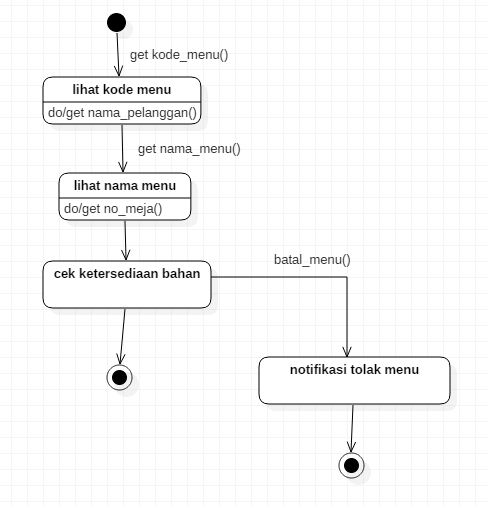 get kode_menu()
lihat kode menu
do/get nama_pelanggan()
get nama_menu()
lihat nama menu
do/get no_meja()
cek ketersediaan bahan
batal_menu()
notifikasi tolak menu